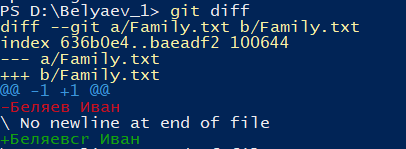 PS D:\Belyaev_1> git diff
diff --git a/Family.txt b/Family.txt
index 636b0e4..baeadf2 100644
--- a/Family.txt
+++ b/Family.txt
@@ -1 +1 @@
-Беляев Иван
\ No newline at end of file
+Беляевcr Иван